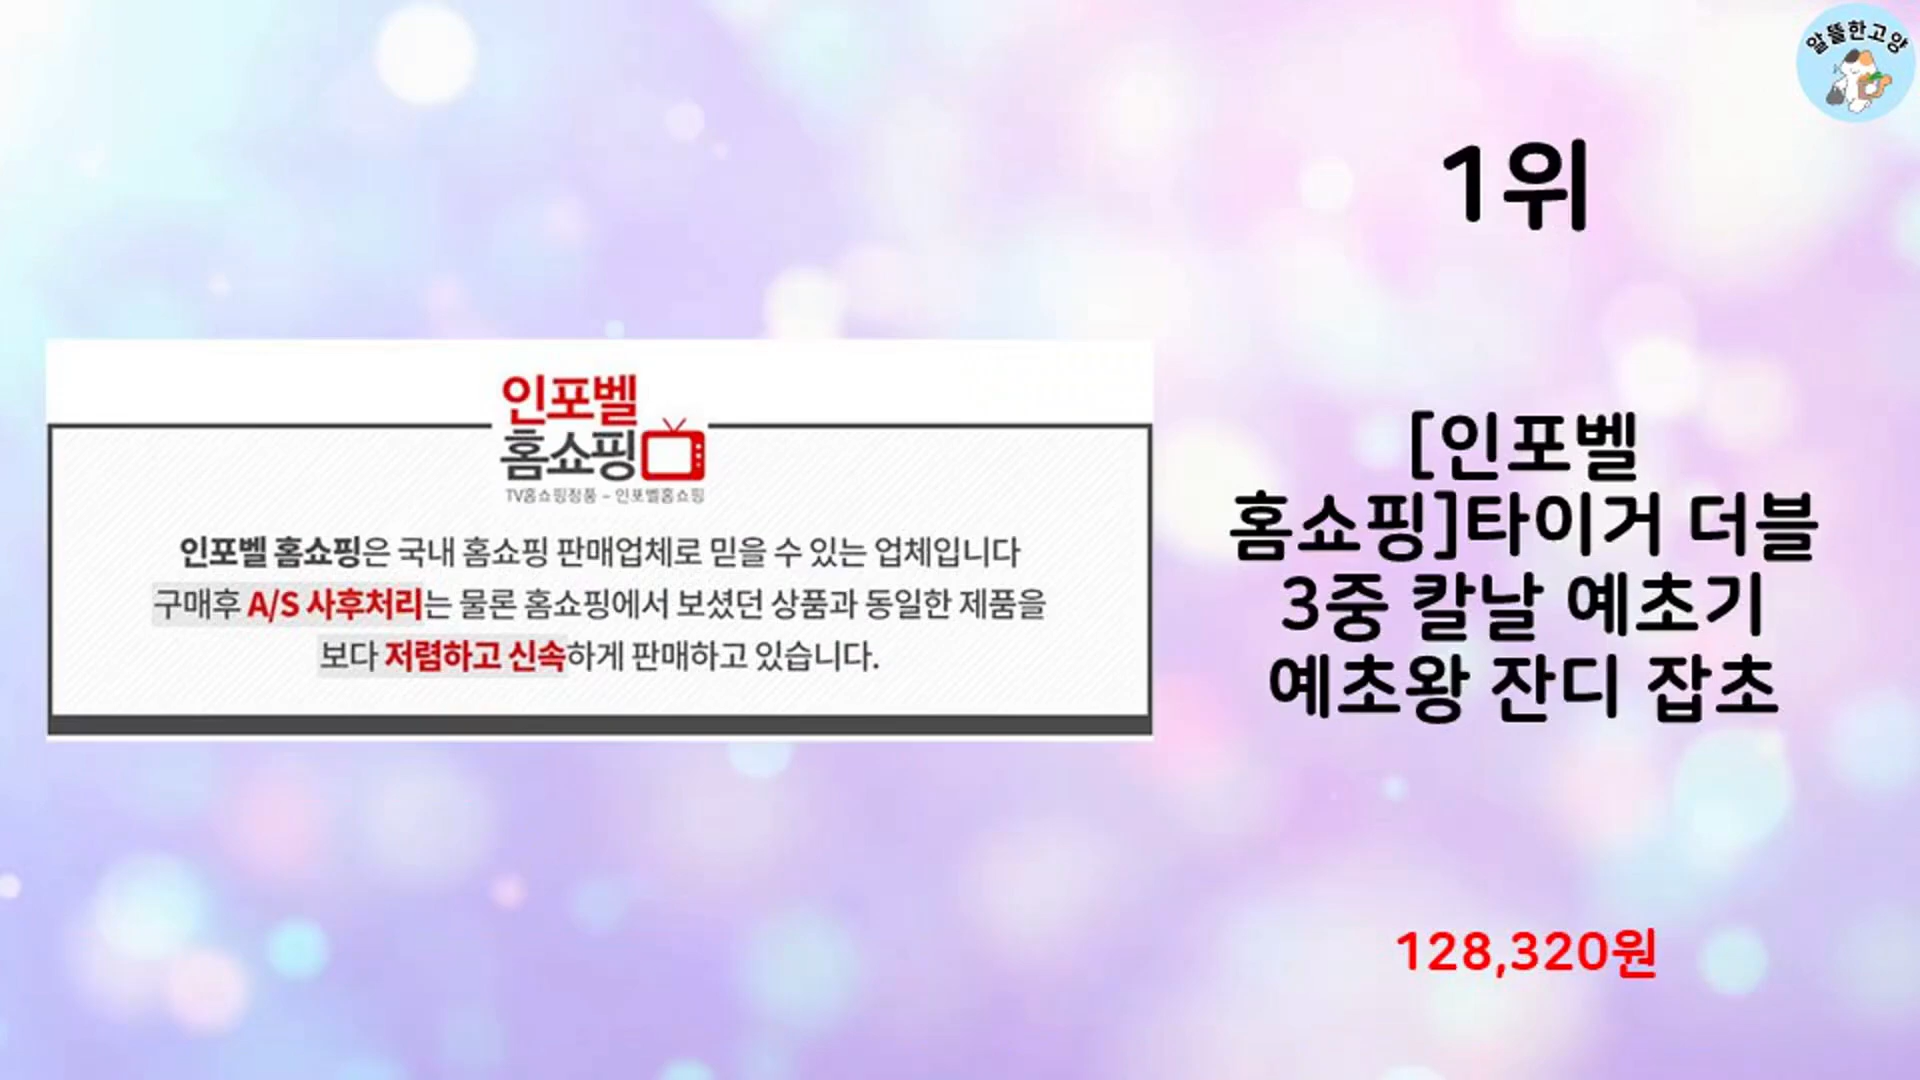 알뜰한고양
1위
인포벨
홈쇼핑
TV홈쇼핑정품 – 인포벨홈쇼핑
인포벨 홈쇼핑은 국내 홈쇼핑 판매업체로 믿을 수 있는 업체입니다
구매후 A/S 사후처리는 물론 홈쇼핑에서 보셨던 상품과 동일한 제품을
보다 저렴하고 신속하게 판매하고 있습니다.
[인포벨
홈쇼핑]타이거 더블
3중 칼날 예초기
예초왕 잔디 잡초
128,320원